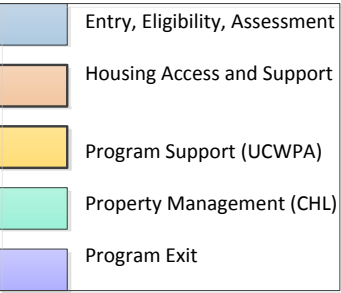 Entry, Eligibility, Assessment
Housing Access and Support
Program Support (UCWPA)
Property Management (CHL)
Program Exit